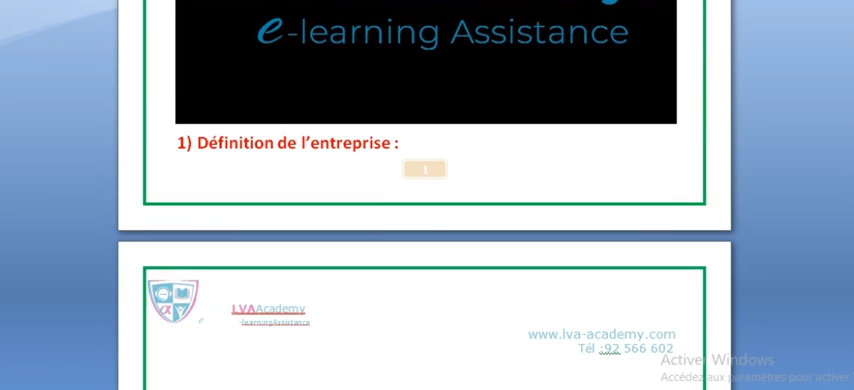 e-learning Assistance
1) Définition de l'entreprise :
1
LVAAcademy
-learningAssistance
www.lva-academy.com
Tél :92 566 602
Activer Windows
Accédez aux paramètres pour activer